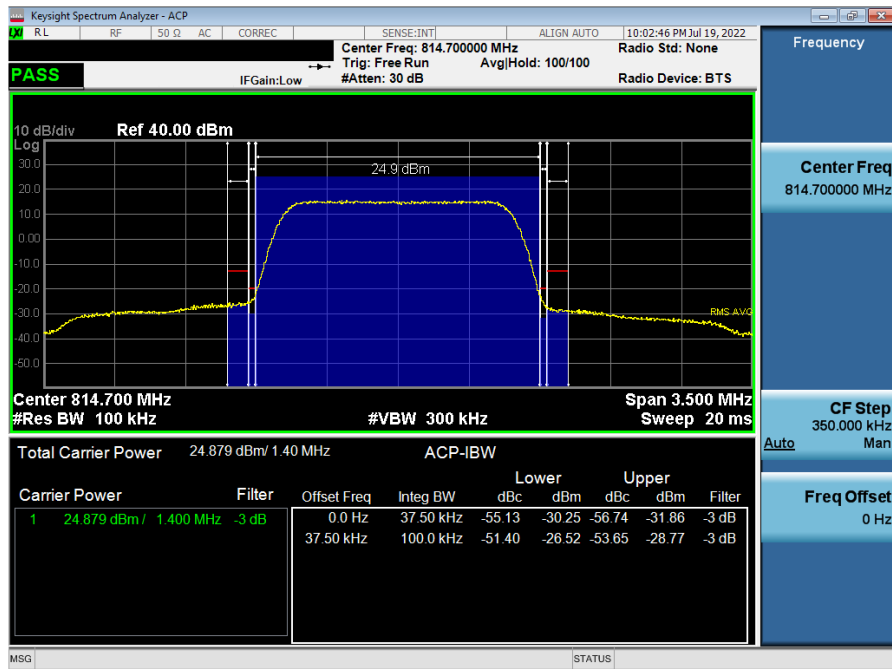 Keysight Spectrum Analyzer - ACP
LXI RL RF 50 Ω AC CORREC SENSE:INT ALIGN AUTO 10:02:46 PM Jul 19, 2022
Center Freq: 814.700000 MHz Radio Std: None
Trig: Free Run Avg|Hold: 100/100
PASS IFGain:Low #Atten: 30 dB Radio Device: BTS
10 dB/div Ref 40.00 dBm
Log
30.0
24.9 dBm
20.0
10.0
0.00
-10.0
-20.0
-30.0
RMS AVG
-40.0
-50.0
Center 814.700 MHz Span 3.500 MHz
#Res BW 100 kHz #VBW 300 kHz Sweep 20 ms
Total Carrier Power 24.879 dBm/ 1.40 MHz ACP-IBW
Lower Upper
Carrier Power Filter Offset Freq Integ BW dBc dBm dBc dBm Filter
1 24.879 dBm / 1.400 MHz -3 dB 0.0 Hz 37.50 kHz -55.13 -30.25 -56.74 -31.86 -3 dB
37.50 kHz 100.0 kHz -51.40 -26.52 -53.65 -28.77 -3 dB
MSG STATUS
Frequency
Center Freq
814.700000 MHz
CF Step
350.000 kHz
Auto Man
Freq Offset
0 Hz